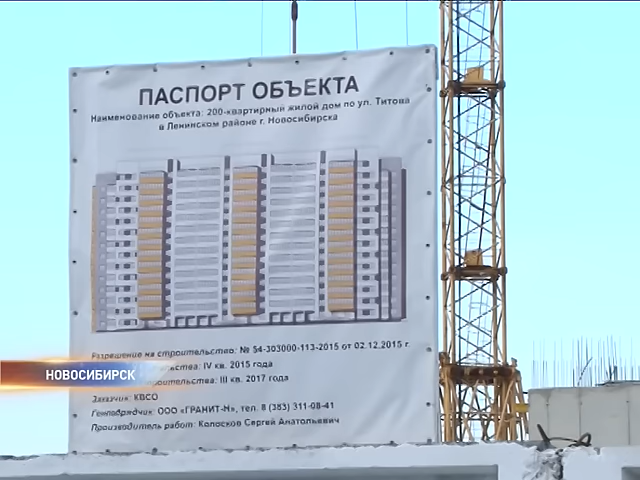 ПАСПОРТ ОБЪЕКТА
Наименование объекта: 200-квартирный жилой дом по ул. Титова
в Ленинском районе г. Новосибирска
Разрешение на строительство: № 54-303000-113-2015 от 02.12.2015 г.
IV кв. 2015 года
строительства: III кв. 2017 года
НОВОСИБИРСК
Заказчик: КВСО
Генподрядчик: ООО «ГРАНИТ-Н», тел. 8 (383) 311-08-41
Производитель работ: Колосков Сергей Анатольевич